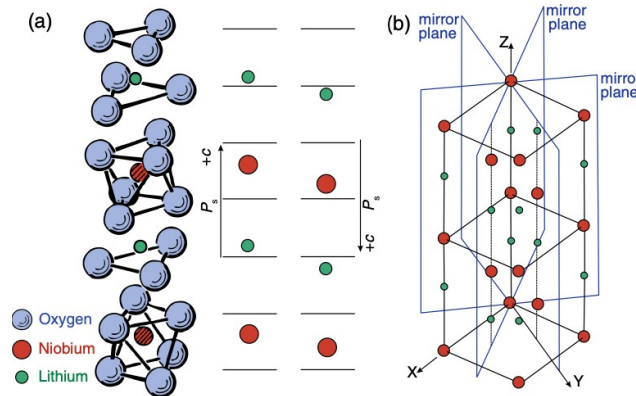 (a)
+c
Ps
Ps
+c
Oxygen
Niobium
Lithium
(b)
mirror
plane
Z
mirror
plane
mirror
plane
X
Y